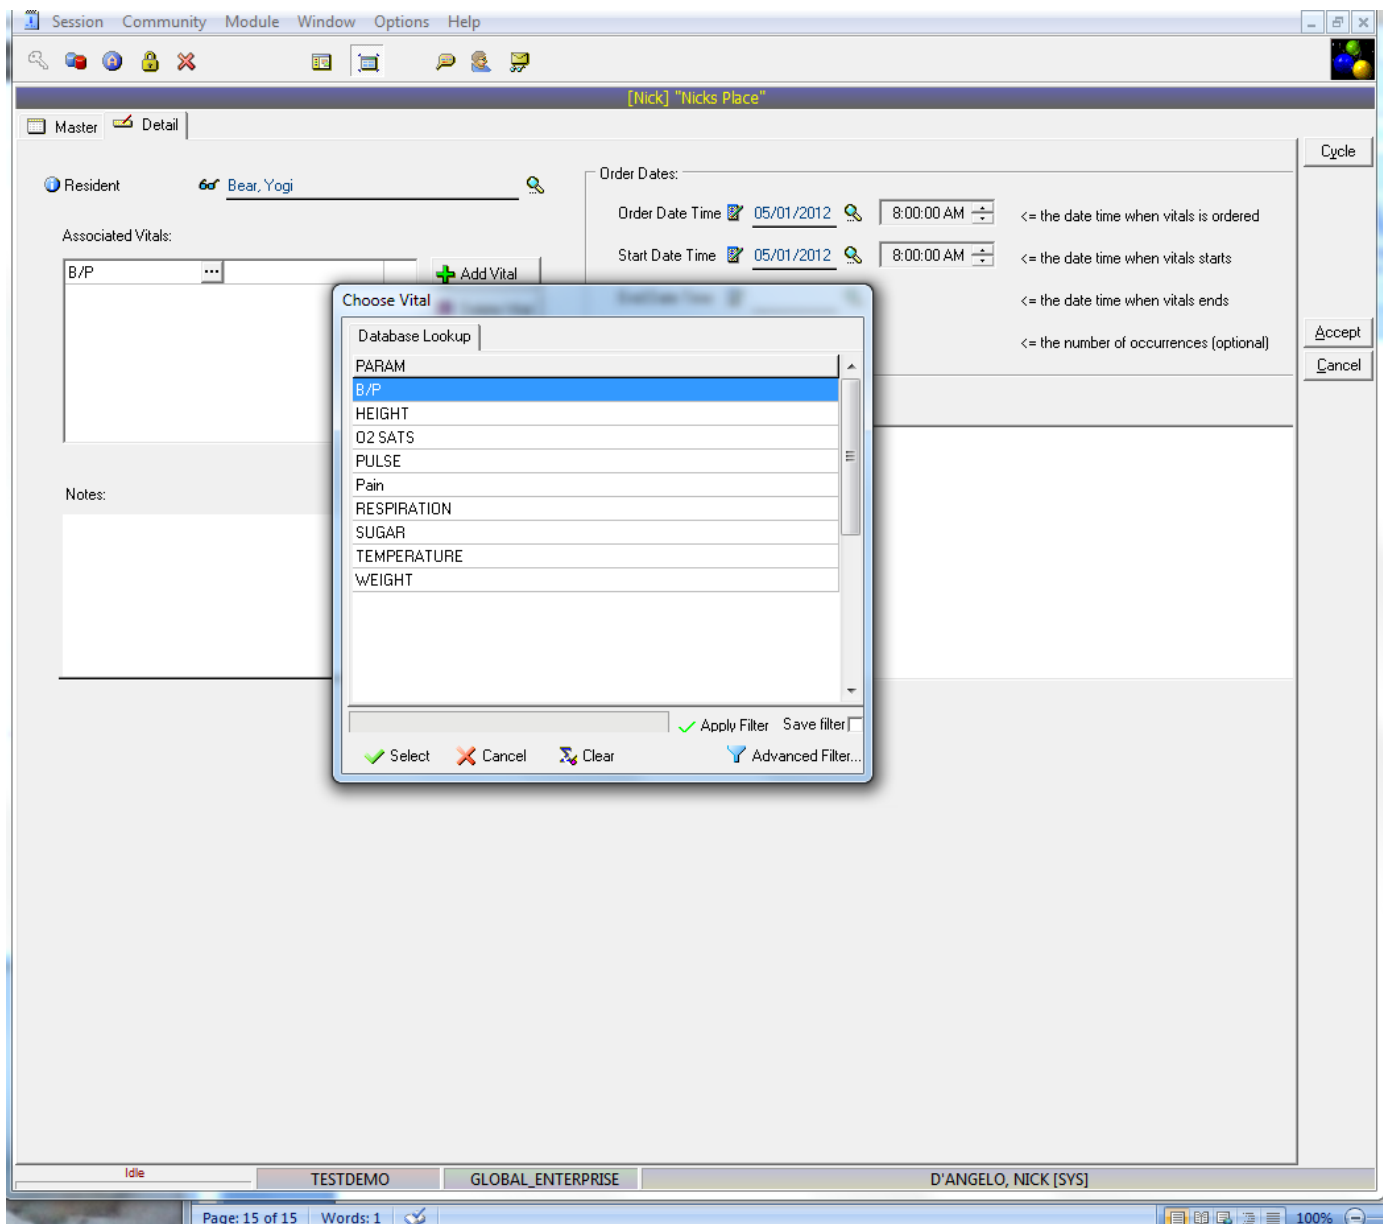 Session Community Module Window Options Help
[Nick] "Nicks Place"
Master Detail
Cycle
Resident Bear, Yogi
Order Dates:
Order Date Time 05/01/2012 8:00:00 AM <= the date time when vitals is ordered
Associated Vitals:
Start Date Time 05/01/2012 8:00:00 AM <= the date time when vitals starts
B/P ... Add Vital
<= the date time when vitals ends
<= the number of occurrences (optional)
Accept
Cancel
Choose Vital
Database Lookup
PARAM
B/P
HEIGHT
O2 SATS
PULSE
Pain
RESPIRATION
SUGAR
TEMPERATURE
WEIGHT
Notes:
Apply Filter Save filter
Select Cancel Clear Advanced Filter...
Idle TESTDEMO GLOBAL_ENTERPRISE D'ANGELO, NICK [SYS]
Page: 15 of 15 Words: 1 100%